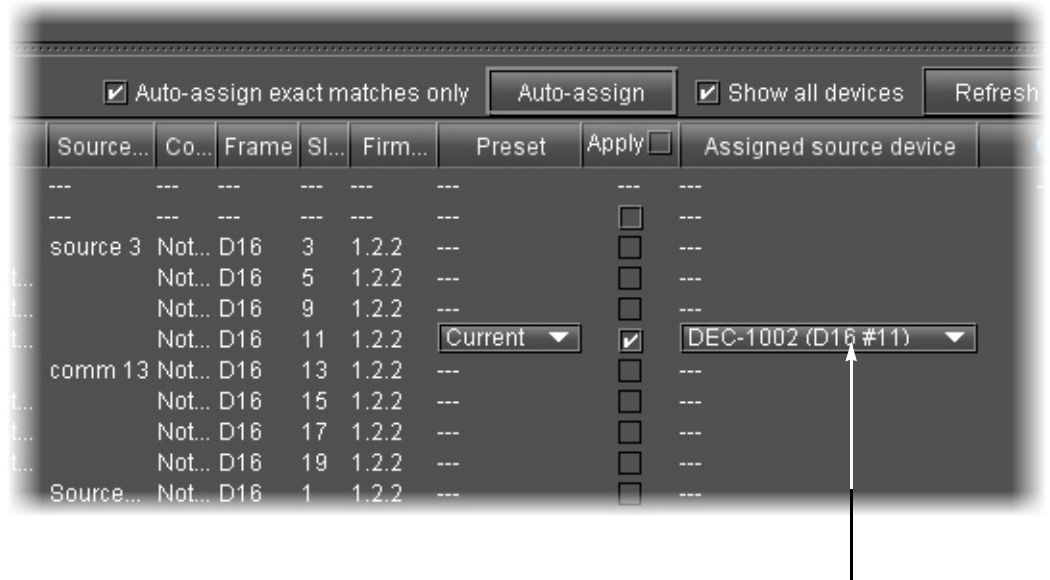 Auto-assign exact matches only Auto-assign Show all devices Refresh
Source... Co... Frame Sl... Firm... Preset Apply Assigned source device
--- --- --- --- --- --- --- ---
--- --- --- --- --- --- ---
source 3 Not... D16 3 1.2.2 --- ---
t... Not... D16 5 1.2.2 --- ---
Not... D16 9 1.2.2 --- ---
t... Not... D16 11 1.2.2 Current DEC-1002 (D16 #11)
comm 13 Not... D16 13 1.2.2 --- ---
t... Not... D16 15 1.2.2 --- ---
t... Not... D16 17 1.2.2 --- ---
t... Not... D16 19 1.2.2 --- ---
Source... Not... D16 1 1.2.2 --- ---